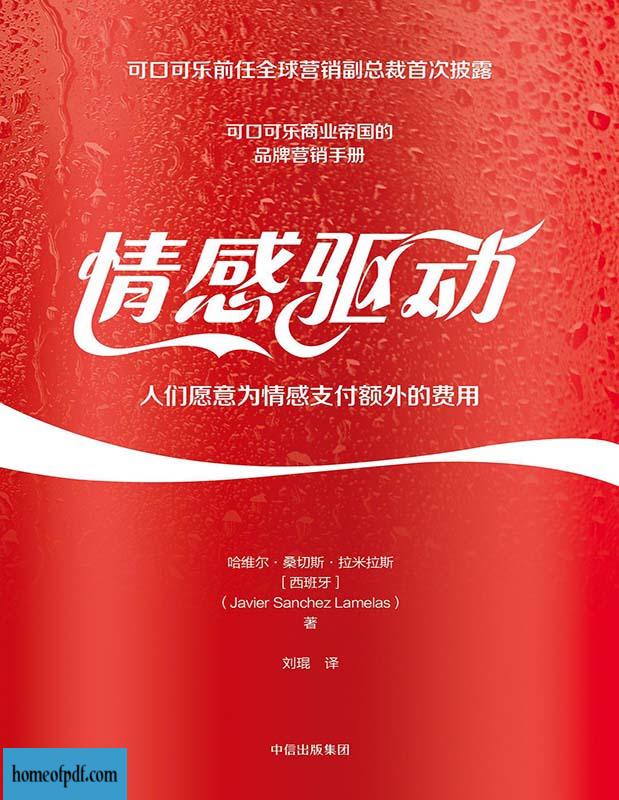 可口可乐前任全球营销副总裁首次披露
可口可乐商业帝国的
品牌营销手册
情感驱动
人们愿意为情感支付额外的费用
哈维尔·桑切斯·拉米拉斯
[西班牙]
(Javier Sanchez Lamelas)
著
刘琨 译
中信出版集团
homeofpdf.com